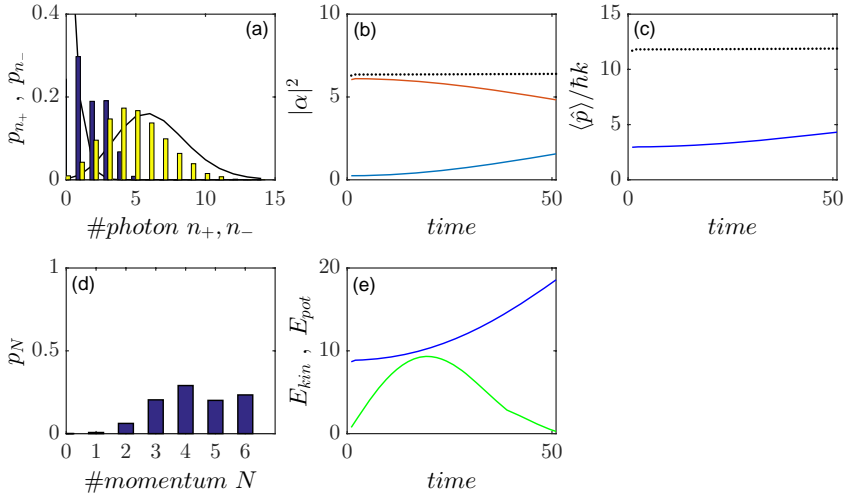 (a)
0.4
0.2
0
0 5 10 15
p_{n_+} , p_{n_-}
#photon n_+, n_-
(b)
10
5
0
0 50
|α|^2
time
(c)
15
10
5
0
0 50
⟨p̂⟩/ħk
time
(d)
1
0.5
0
0 1 2 3 4 5 6
p_N
#momentum N
(e)
20
10
0
0 50
E_{kin} , E_{pot}
time